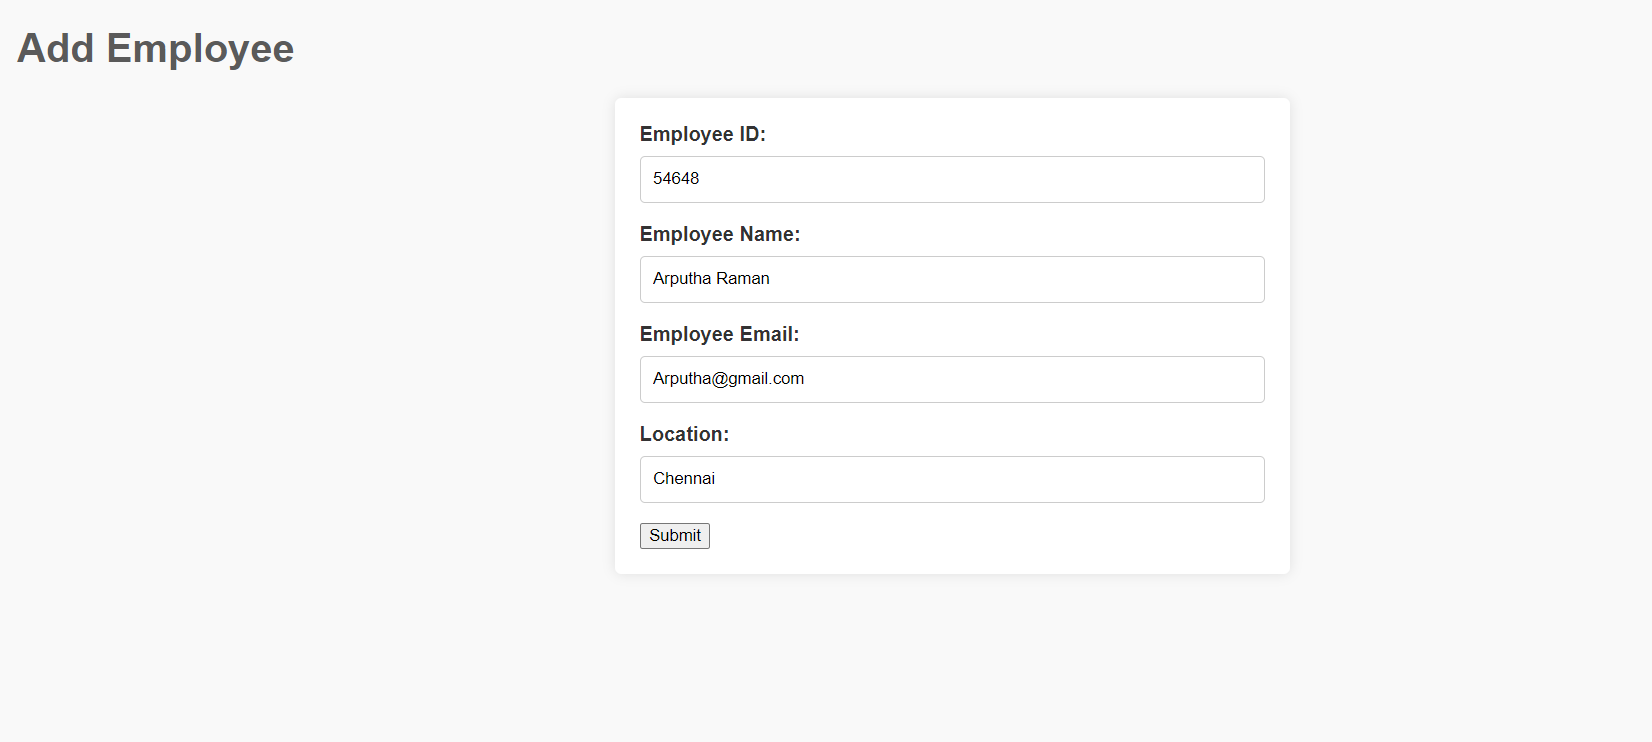 Add Employee
Employee ID:
54648
Employee Name:
Arputha Raman
Employee Email:
Arputha@gmail.com
Location:
Chennai
Submit